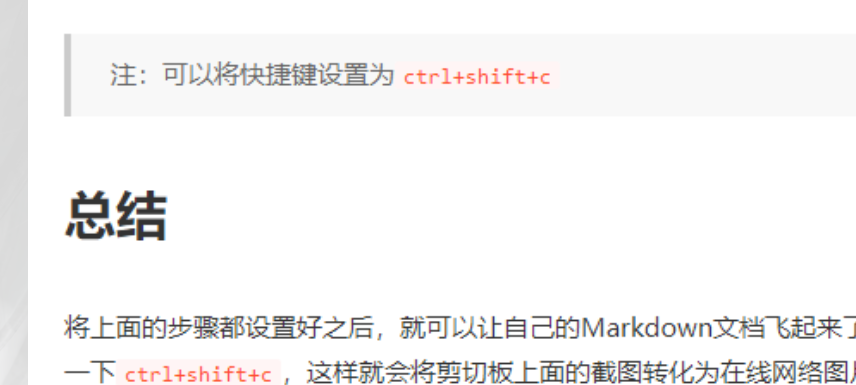 注：可以将快捷键设置为 ctrl+shift+c
总结
将上面的步骤都设置好之后，就可以让自己的Markdown文档飞起来了
一下 ctrl+shift+c ，这样就会将剪切板上面的截图转化为在线网络图片